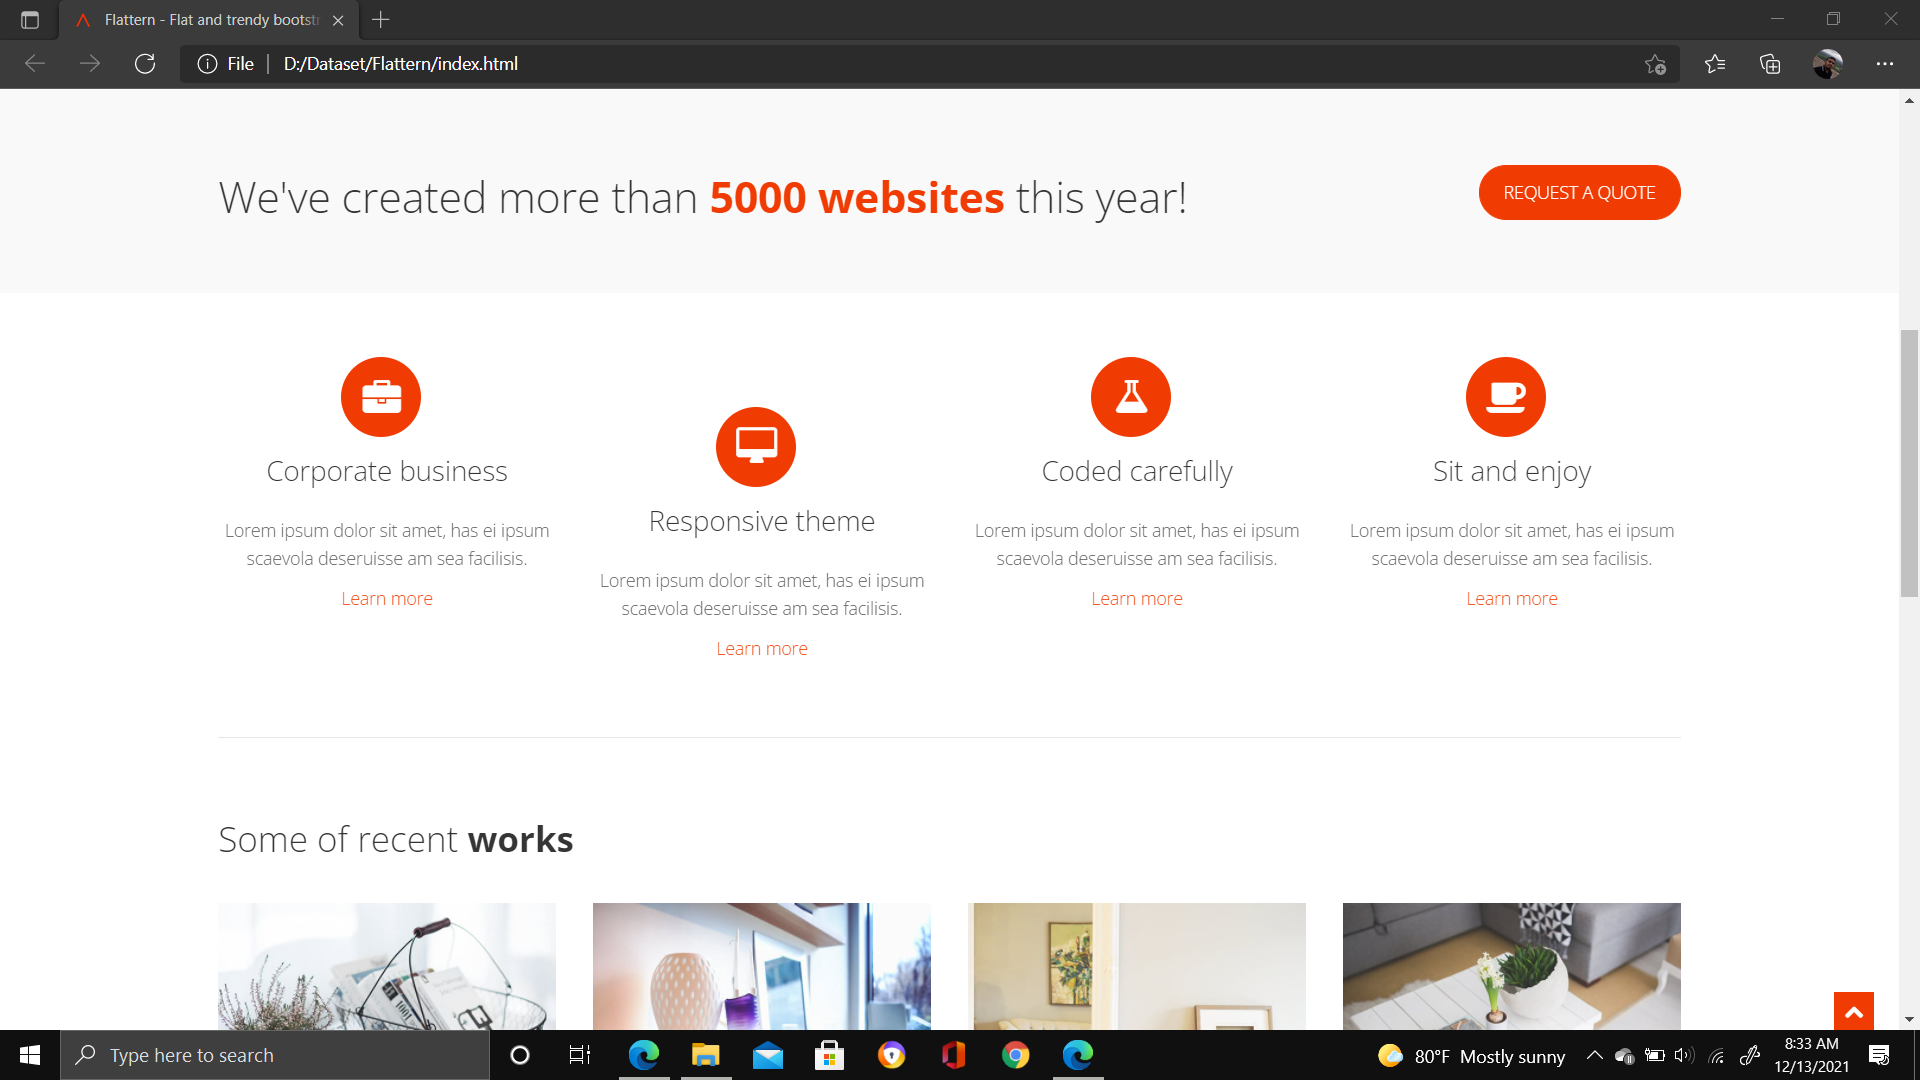 Flattern - Flat and trendy bootst
File
D:/Dataset/Flattern/index.html
We've created more than 5000 websites this year!
REQUEST A QUOTE
Corporate business
Lorem ipsum dolor sit amet, has ei ipsum
scaevola deseruisse am sea facilisis.
Learn more
Responsive theme
Lorem ipsum dolor sit amet, has ei ipsum
scaevola deseruisse am sea facilisis.
Learn more
Coded carefully
Lorem ipsum dolor sit amet, has ei ipsum
scaevola deseruisse am sea facilisis.
Learn more
Sit and enjoy
Lorem ipsum dolor sit amet, has ei ipsum
scaevola deseruisse am sea facilisis.
Learn more
Some of recent works
Type here to search
80°F Mostly sunny
8:33 AM
12/13/2021